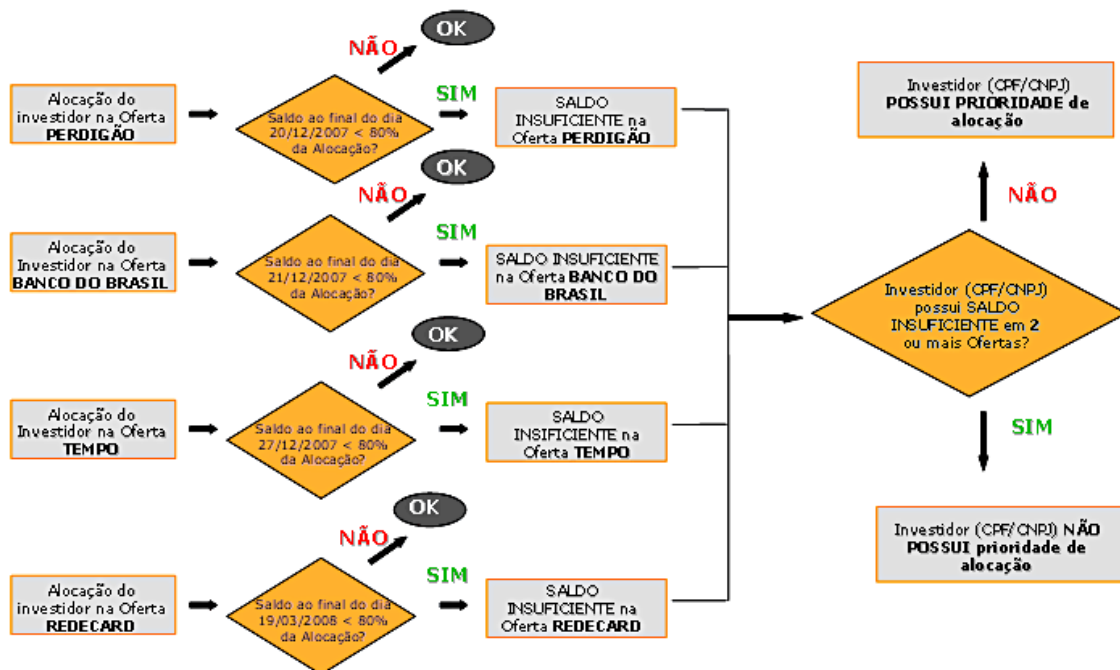 OK
NÃO
Alocação do
investidor na Oferta
PERDIGÃO
Saldo ao final do dia
20/12/2007 < 80%
da Alocação?
SIM
SALDO
INSUFICIENTE na
Oferta PERDIGÃO
OK
NÃO
Alocação do
Investidor na Oferta
BANCO DO BRASIL
Saldo ao final do dia
21/12/2007 < 80%
da Alocação?
SIM
SALDO INSUFICIENTE
na Oferta BANCO DO
BRASIL
OK
NÃO
Alocação do
Investidor na Oferta
TEMPO
Saldo ao final do dia
27/12/2007 < 80%
da Alocação?
SIM
SALDO
INSIFICIENTE na
Oferta TEMPO
OK
NÃO
Alocação do
investidor na Oferta
REDECARD
Saldo ao final do dia
19/03/2008 < 80%
da Alocação?
SIM
SALDO
INSUFICIENTE na
Oferta REDECARD
Investidor (CPF/CNPJ)
POSSUI PRIORIDADE de
alocação
NÃO
Investidor (CPF/CNPJ)
possui SALDO
INSUFICIENTE em 2
ou mais Ofertas?
SIM
Investidor (CPF/CNPJ) NÃO
POSSUI prioridade de
alocação